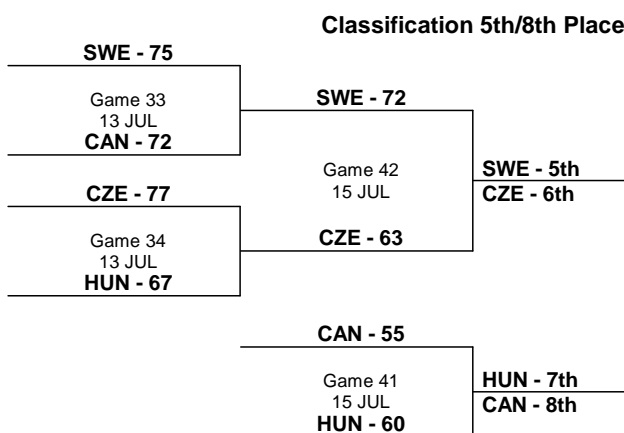 Classification 5th/8th Place
SWE - 75
Game 33
13 JUL
CAN - 72
SWE - 72
Game 42
15 JUL
SWE - 5th
CZE - 6th
CZE - 77
Game 34
13 JUL
HUN - 67
CZE - 63
CAN - 55
Game 41
15 JUL
HUN - 60
HUN - 7th
CAN - 8th